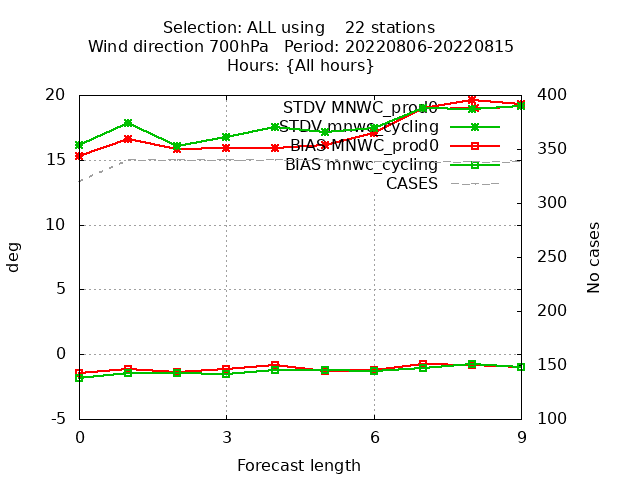 Selection: ALL using 22 stations
Wind direction 700hPa Period: 20220806-20220815
Hours: {All hours}
20
15
10
5
0
-5
deg
400
350
300
250
200
150
100
No cases
STDV MNWC_prod0
STDV mnwc_cycling
BIAS MNWC_prod0
BIAS mnwc_cycling
CASES
0 3 6 9
Forecast length